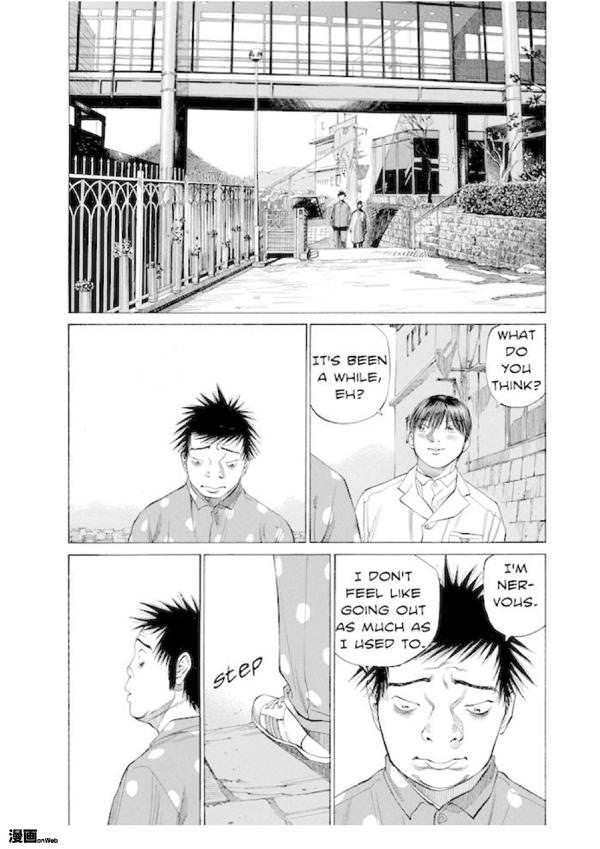 WHAT
DO
YOU
THINK?
IT'S BEEN
A WHILE,
EH?
I'M
NER-
VOUS.
I DON'T
FEEL LIKE
GOING OUT
AS MUCH AS
I USED TO.
step
漫画onWeb